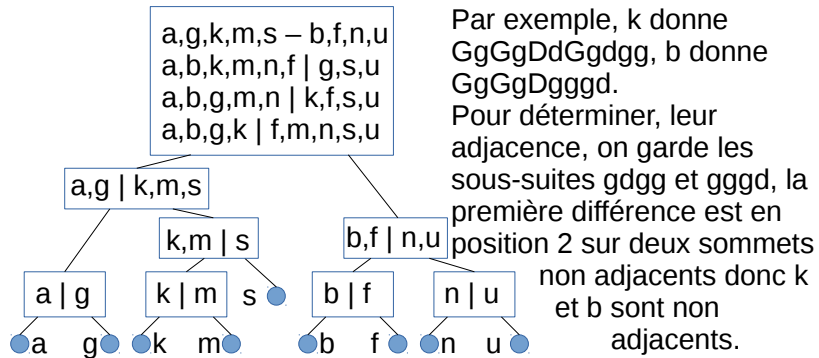 a,g,k,m,s – b,f,n,u
a,b,k,m,n,f | g,s,u
a,b,g,m,n | k,f,s,u
a,b,g,k | f,m,n,s,u
a,g | k,m,s
k,m | s
b,f | n,u
a | g
k | m
s
b | f
n | u
a
g
k
m
b
f
n
u
Par exemple, k donne
GgGgDdGgdgg, b donne
GgGgDgggd.
Pour déterminer, leur
adjacence, on garde les
sous-suites gdgg et gggd, la
première différence est en
position 2 sur deux sommets
non adjacents donc k
et b sont non
adjacents.